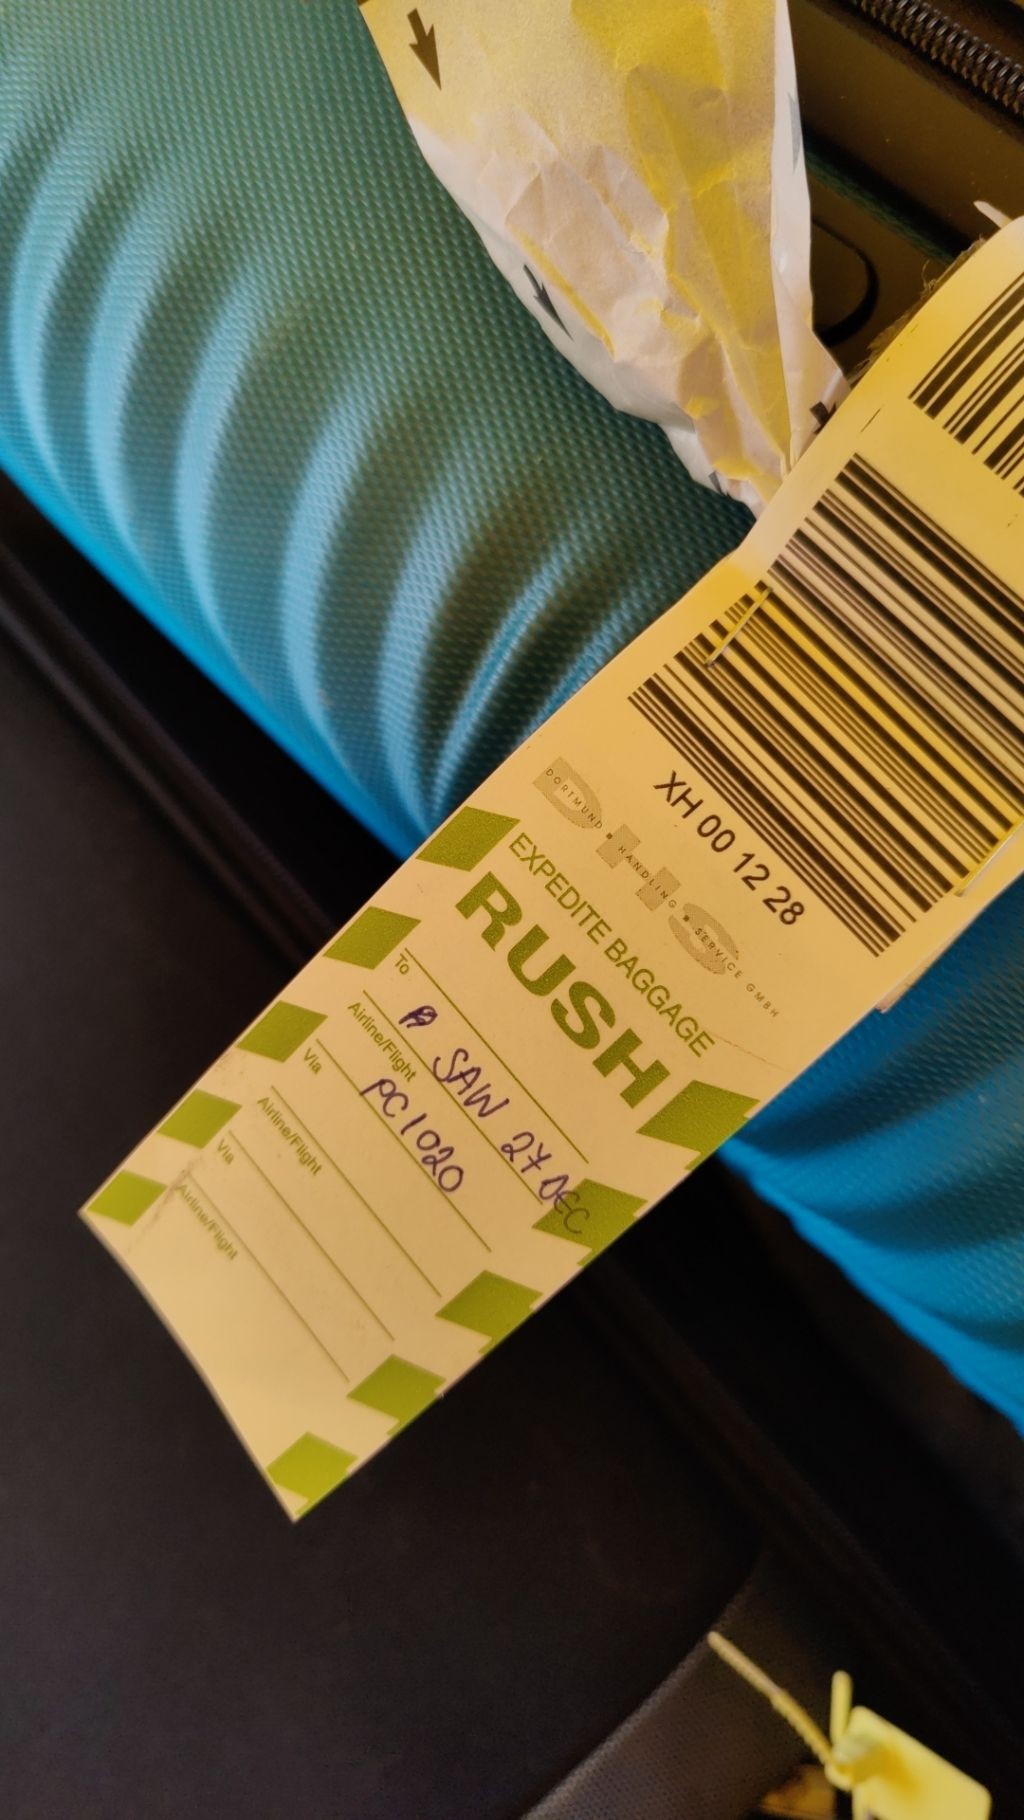 XH 00 12 28
DHS
DORTMUND HANDLING SERVICE GMBH
EXPEDITE BAGGAGE
RUSH
To
SAW 27 DEC
Airline/Flight
PC1020
Via
Airline/Flight
Via
Airline/Flight